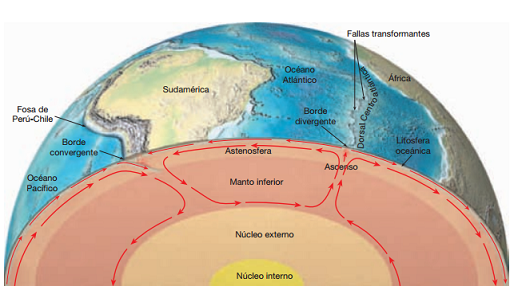 Fallas transformantes
Océano
Atlántico
África
Sudamérica
Dorsal Centroatlántica
Fosa de
Perú-Chile
Borde
divergente
Borde
convergente
Litosfera
oceánica
Astenosfera
Ascenso
Océano
Pacífico
Manto inferior
Núcleo externo
Núcleo interno